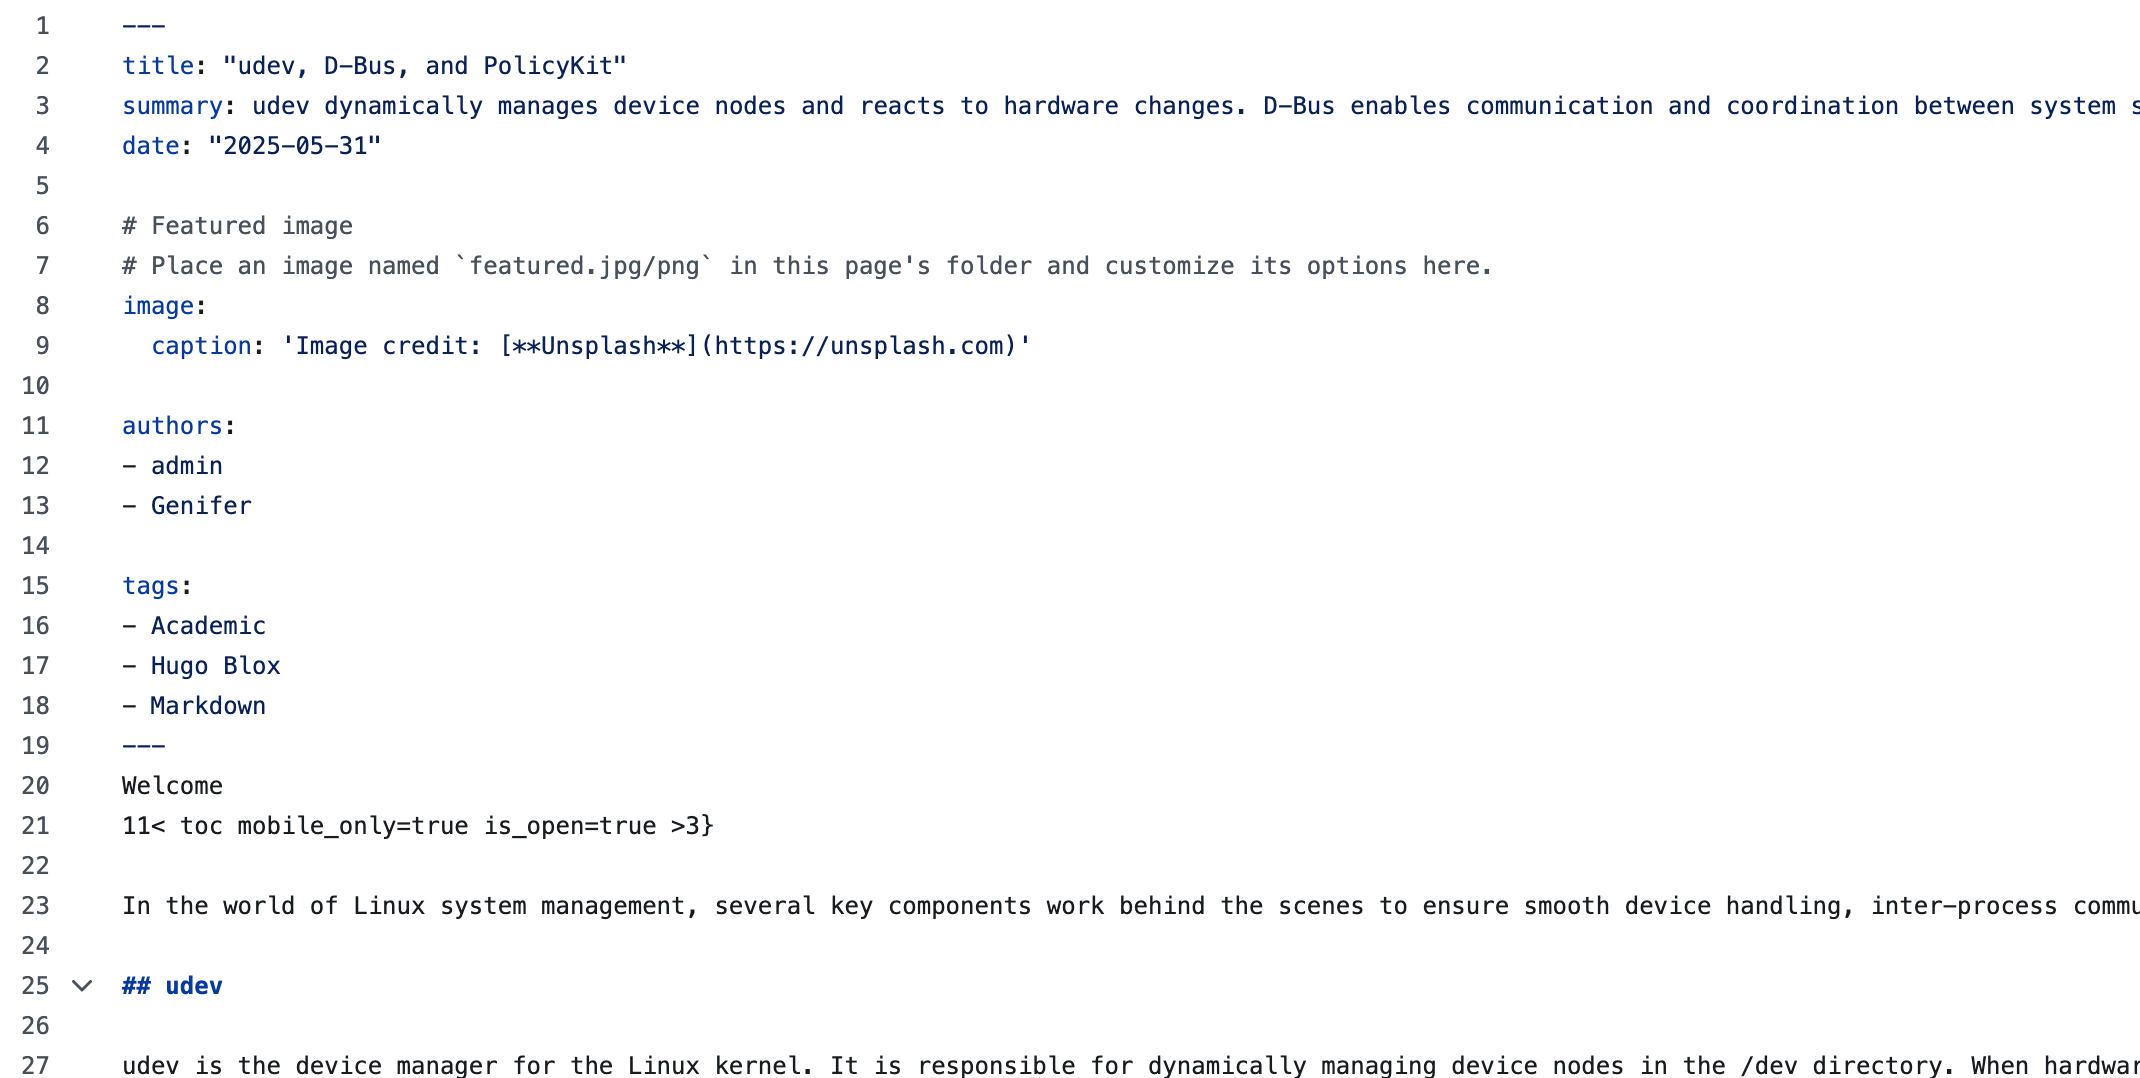 1 ---
2 title: "udev, D-Bus, and PolicyKit"
3 summary: udev dynamically manages device nodes and reacts to hardware changes. D-Bus enables communication and coordination between system s
4 date: "2025-05-31"
5
6 # Featured image
7 # Place an image named `featured.jpg/png` in this page's folder and customize its options here.
8 image:
9   caption: 'Image credit: [**Unsplash**](https://unsplash.com)'
10
11 authors:
12 - admin
13 - Genifer
14
15 tags:
16 - Academic
17 - Hugo Blox
18 - Markdown
19 ---
20 Welcome
21 11< toc mobile_only=true is_open=true >3}
22
23 In the world of Linux system management, several key components work behind the scenes to ensure smooth device handling, inter-process commu
24
25 ## udev
26
27 udev is the device manager for the Linux kernel. It is responsible for dynamically managing device nodes in the /dev directory. When hardwar